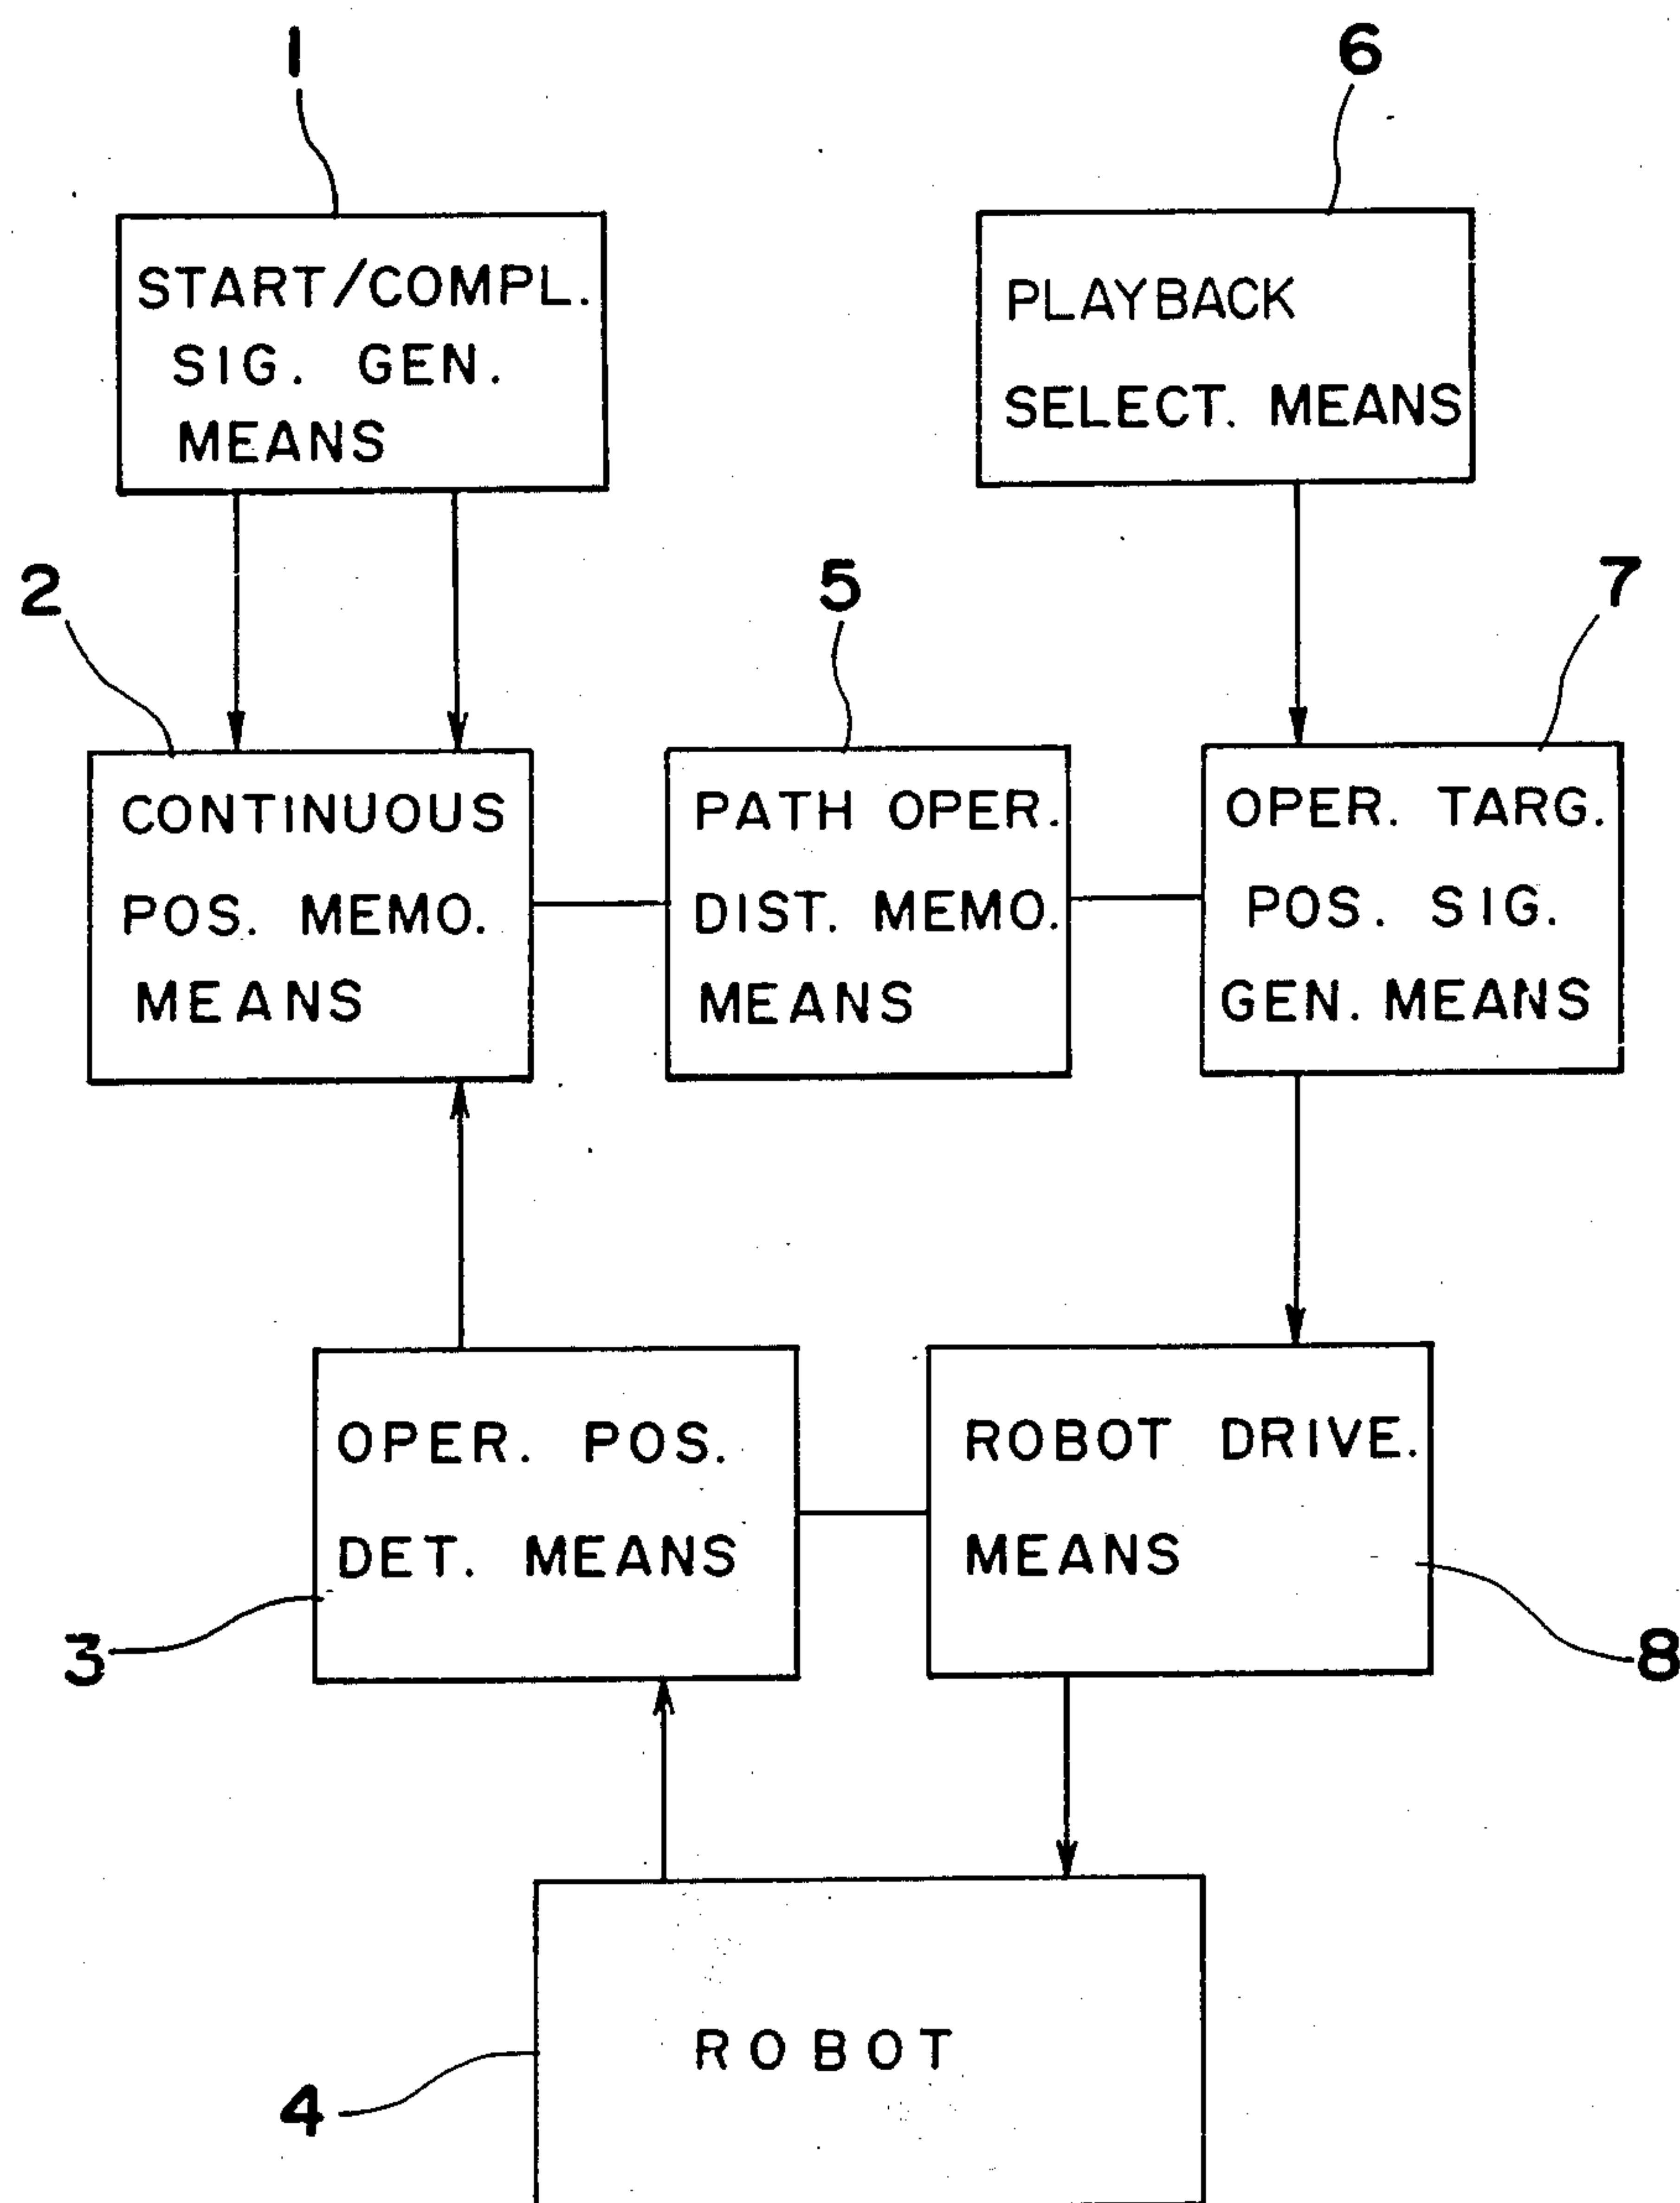 1
6
START/COMPL.
SIG. GEN.
MEANS
PLAYBACK
SELECT. MEANS
2
5
7
CONTINUOUS
POS. MEMO.
MEANS
PATH OPER.
DIST. MEMO.
MEANS
OPER. TARG.
POS. SIG.
GEN. MEANS
OPER. POS.
DET. MEANS
ROBOT DRIVE.
MEANS
3
8
ROBOT
4